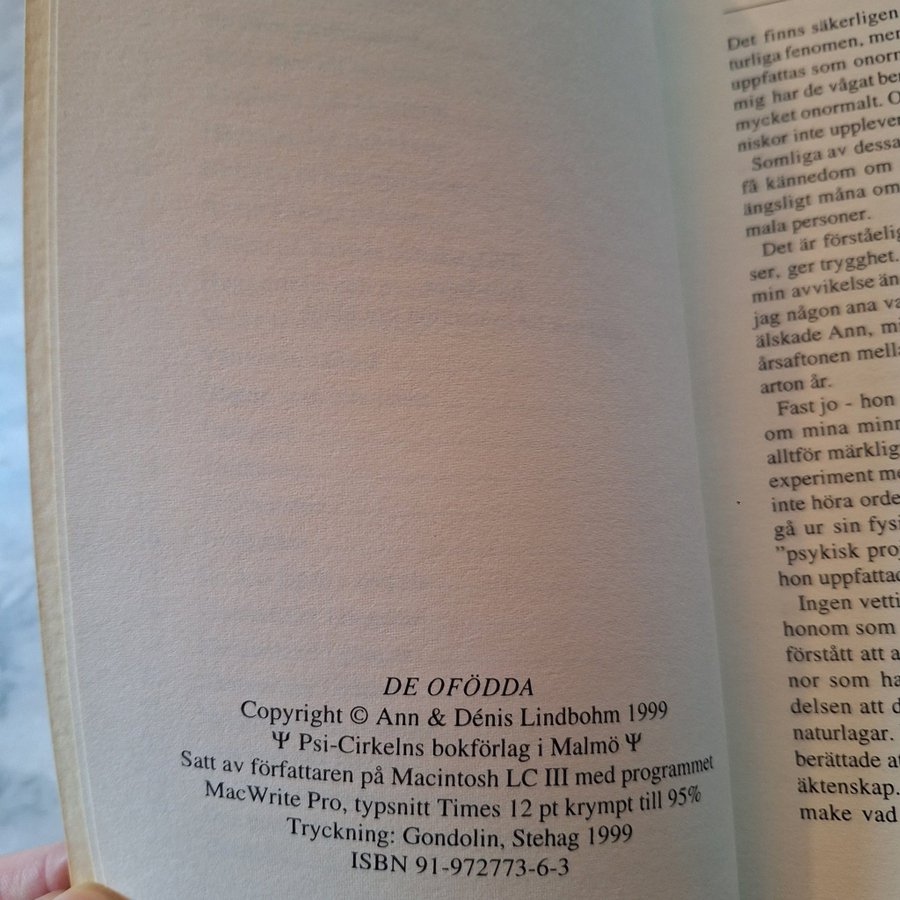 DE OFÖDDA
Copyright © Ann & Dénis Lindbohm 1999
Ψ Psi-Cirkelns bokförlag i Malmö Ψ
Satt av författaren på Macintosh LC III med programmet
MacWrite Pro, typsnitt Times 12 pt krympt till 95%
Tryckning: Gondolin, Stehag 1999
ISBN 91-972773-6-3
Det finns säkerligen
turliga fenomen, men
uppfattas som onorm
mig har de vågat ber
mycket onormalt. O
niskor inte upplever
Somliga av dessa
få kännedom om
ängsligt måna om
mala personer.
Det är förståelig
ser, ger trygghet.
min avvikelse än
jag någon ana va
älskade Ann, mi
årsaftonen mella
arton år.
Fast jo - hon
om mina minn
alltför märklig
experiment me
inte höra orde
gå ur sin fysi
"psykisk proj
hon uppfattad
Ingen vetti
honom som
förstått att a
nor som ha
delsen att d
naturlagar.
berättade at
äktenskap.
make vad